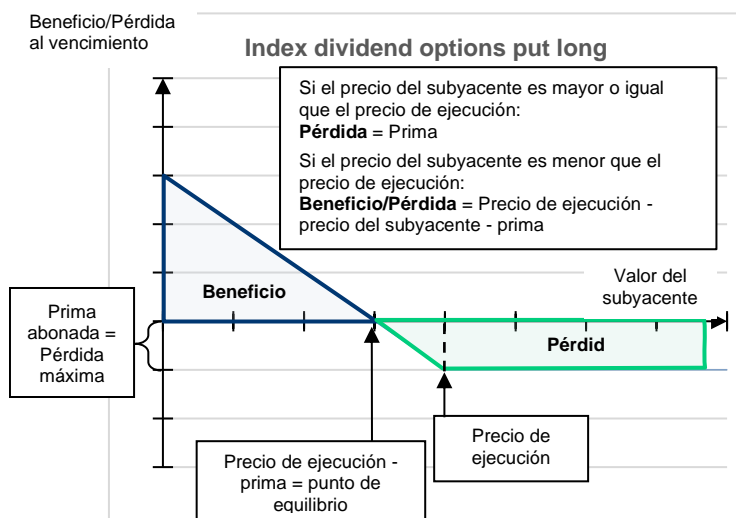 Beneficio/Pérdida
al vencimiento
Index dividend options put long
Si el precio del subyacente es mayor o igual
que el precio de ejecución:
Pérdida = Prima
Si el precio del subyacente es menor que el
precio de ejecución:
Beneficio/Pérdida = Precio de ejecución -
precio del subyacente - prima
Valor del
subyacente
Beneficio
Prima
abonada =
Pérdida
máxima
Pérdid
Precio de
ejecución
Precio de ejecución -
prima = punto de
equilibrio